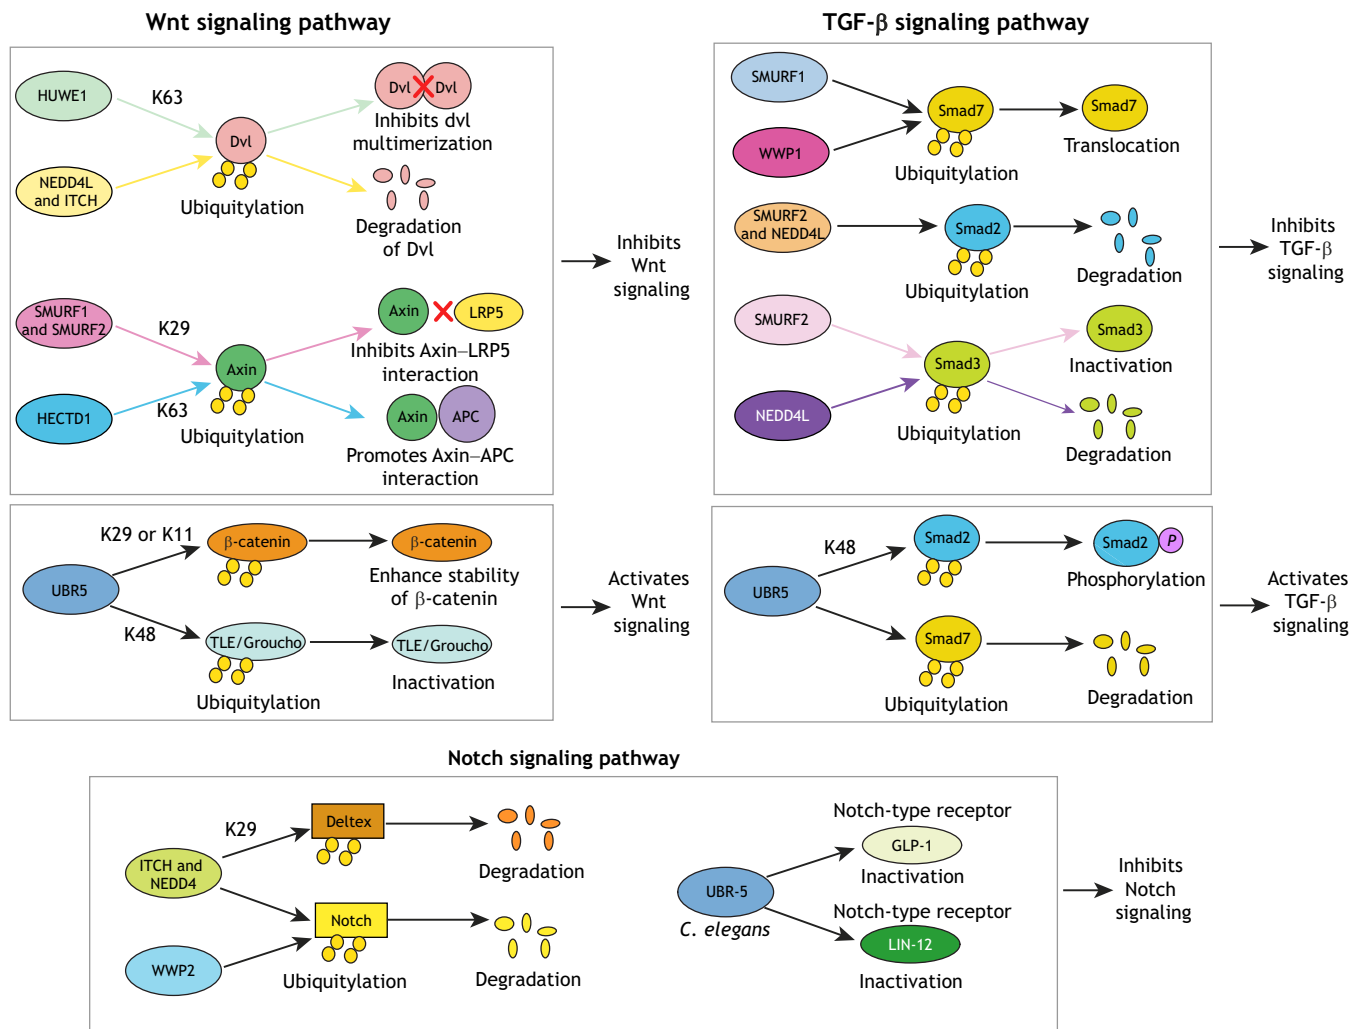 Wnt signaling pathway
HUWE1
K63
NEDD4L
and ITCH
Dvl
Ubiquitylation
Dvl
Dvl
Inhibits dvl
multimerization
Degradation
of Dvl
SMURF1
and SMURF2
K29
HECTD1
K63
Axin
Ubiquitylation
Axin
LRP5
Inhibits Axin–LRP5
interaction
Axin
APC
Promotes Axin–APC
interaction
Inhibits
Wnt
signaling
UBR5
K29 or K11
K48
β-catenin
TLE/Groucho
Ubiquitylation
β-catenin
Enhance stability
of β-catenin
TLE/Groucho
Inactivation
Activates
Wnt
signaling
TGF-β signaling pathway
SMURF1
WWP1
Smad7
Ubiquitylation
Smad7
Translocation
SMURF2
and NEDD4L
Smad2
Ubiquitylation
Degradation
SMURF2
NEDD4L
Smad3
Ubiquitylation
Smad3
Inactivation
Degradation
Inhibits
TGF-β
signaling
UBR5
K48
Smad2
Smad2
P
Phosphorylation
Smad7
Ubiquitylation
Degradation
Activates
TGF-β
signaling
Notch signaling pathway
ITCH and
NEDD4
K29
Deltex
Degradation
WWP2
Notch
Ubiquitylation
Degradation
UBR-5
C. elegans
Notch-type receptor
GLP-1
Inactivation
Notch-type receptor
LIN-12
Inactivation
Inhibits
Notch
signaling